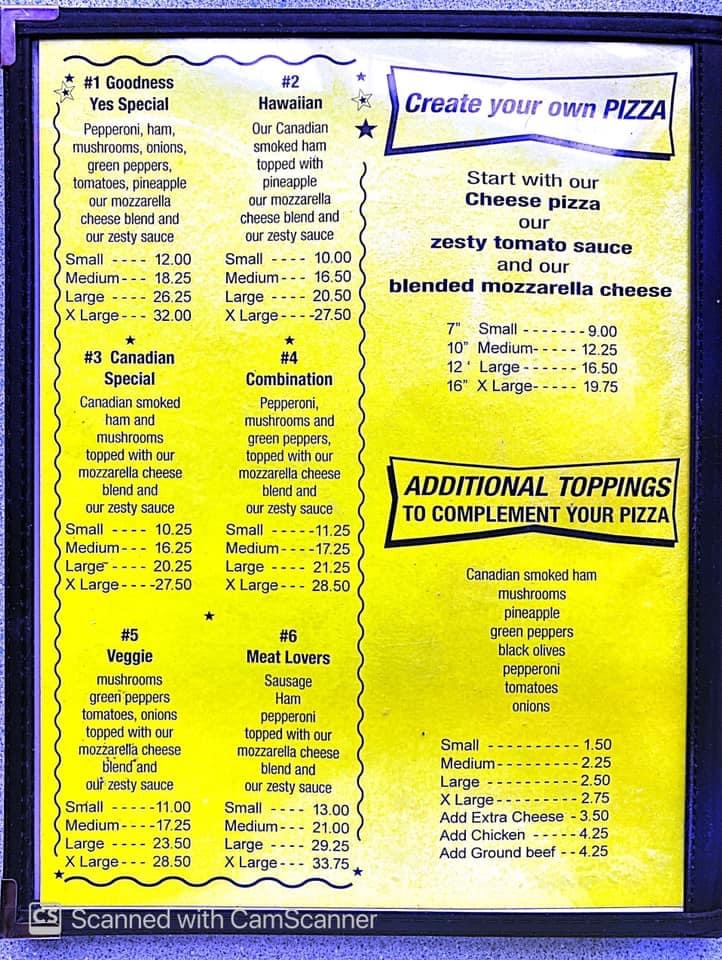 #1 Goodness
Yes Special
Pepperoni, ham,
mushrooms, onions,
green peppers,
tomatoes, pineapple
our mozzarella
cheese blend and
our zesty sauce
Small ---- 12.00
Medium--- 18.25
Large ---- 26.25
X Large--- 32.00
#2
Hawaiian
Our Canadian
smoked ham
topped with
pineapple
our mozzarella
cheese blend and
our zesty sauce
Small ---- 10.00
Medium--- 16.50
Large ---- 20.50
X Large----27.50
#3 Canadian
Special
Canadian smoked
ham and
mushrooms
topped with our
mozzarella cheese
blend and
our zesty sauce
Small ---- 10.25
Medium--- 16.25
Large ---- 20.25
X Large----27.50
#4
Combination
Pepperoni,
mushrooms and
green peppers,
topped with our
mozzarella cheese
blend and
our zesty sauce
Small -----11.25
Medium----17.25
Large ---- 21.25
X Large--- 28.50
#5
Veggie
mushrooms
green peppers
tomatoes, onions
topped with our
mozzarella cheese
blend and
our zesty sauce
Small -----11.00
Medium----17.25
Large ---- 23.50
X Large--- 28.50
#6
Meat Lovers
Sausage
Ham
pepperoni
topped with our
mozzarella cheese
blend and
our zesty sauce
Small ---- 13.00
Medium--- 21.00
Large ---- 29.25
X Large--- 33.75
Create your own PIZZA
Start with our
Cheese pizza
our
zesty tomato sauce
and our
blended mozzarella cheese
7" Small -------9.00
10" Medium----- 12.25
12 ' Large ------ 16.50
16" X Large----- 19.75
ADDITIONAL TOPPINGS
TO COMPLEMENT YOUR PIZZA
Canadian smoked ham
mushrooms
pineapple
green peppers
black olives
pepperoni
tomatoes
onions
Small ----------- 1.50
Medium---------- 2.25
Large ----------- 2.50
X Large---------- 2.75
Add Extra Cheese - 3.50
Add Chicken ----- 4.25
Add Ground beef -- 4.25
CS Scanned with CamScanner